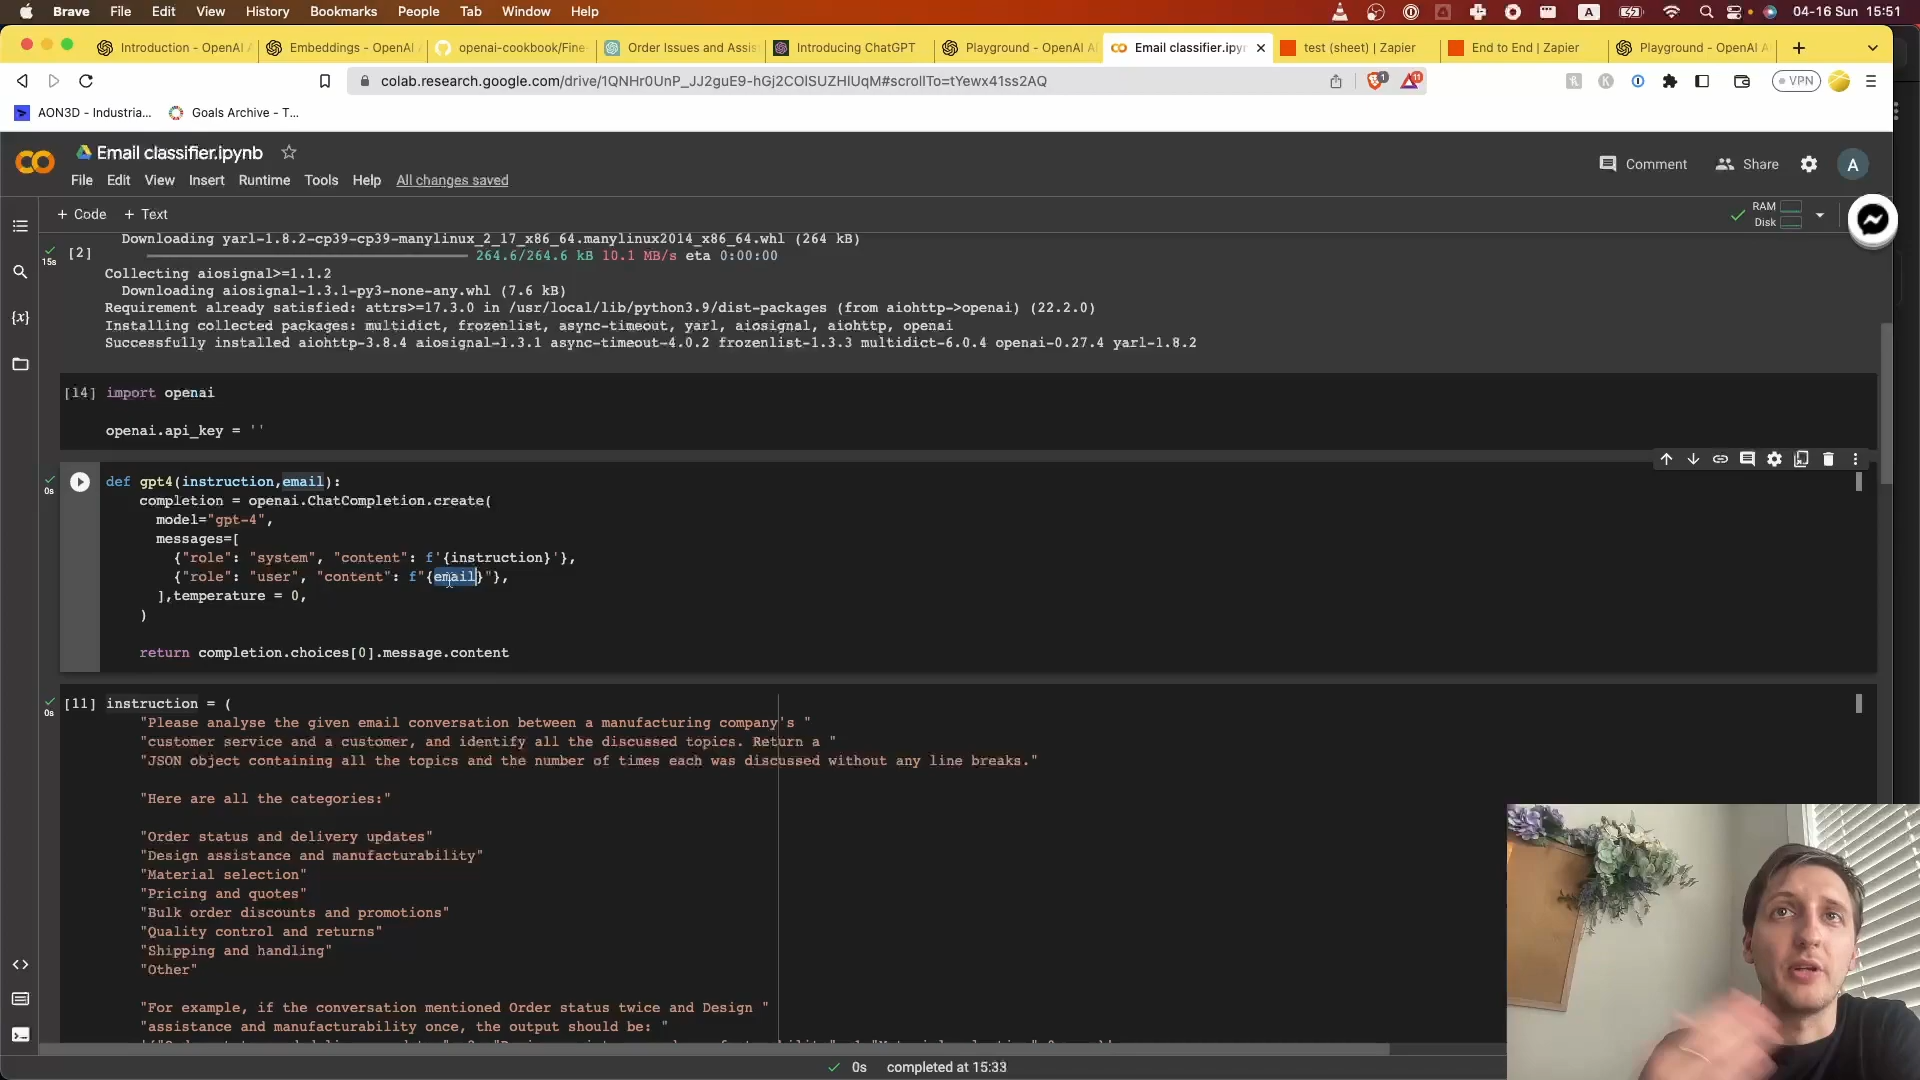 Brave File Edit View History Bookmarks People Tab Window Help A 04-16 Sun 15:51
Introduction - OpenAI A
Embeddings - OpenAI
openai-cookbook/Fine-
Order Issues and Assis
Introducing ChatGPT
Playground - OpenAI A
Email classifier.ipyn
test (sheet) | Zapier
End to End | Zapier
Playground - OpenAI A
colab.research.google.com/drive/1QNHr0UnP_JJ2guE9-hGj2COlSUZHlUqM#scrollTo=tYewx41ss2AQ
1
11
VPN
AON3D - Industria...
Goals Archive - T...
Email classifier.ipynb
Comment
Share
A
File Edit View Insert Runtime Tools Help All changes saved
+ Code + Text
RAM
Disk
[2]
15s
Downloading yarl-1.8.2-cp39-cp39-manylinux_2_17_x86_64.manylinux2014_x86_64.whl (264 kB)
264.6/264.6 kB 10.1 MB/s eta 0:00:00
Collecting aiosignal>=1.1.2
Downloading aiosignal-1.3.1-py3-none-any.whl (7.6 kB)
Requirement already satisfied: attrs>=17.3.0 in /usr/local/lib/python3.9/dist-packages (from aiohttp->openai) (22.2.0)
Installing collected packages: multidict, frozenlist, async-timeout, yarl, aiosignal, aiohttp, openai
Successfully installed aiohttp-3.8.4 aiosignal-1.3.1 async-timeout-4.0.2 frozenlist-1.3.3 multidict-6.0.4 openai-0.27.4 yarl-1.8.2
[14] import openai
openai.api_key = ''
0s
def gpt4(instruction,email):
completion = openai.ChatCompletion.create(
model="gpt-4",
messages=[
{"role": "system", "content": f'{instruction}'},
{"role": "user", "content": f"{email}"},
],temperature = 0,
)
return completion.choices[0].message.content
0s
[11] instruction = (
"Please analyse the given email conversation between a manufacturing company's "
"customer service and a customer, and identify all the discussed topics. Return a "
"JSON object containing all the topics and the number of times each was discussed without any line breaks."
"Here are all the categories:"
"Order status and delivery updates"
"Design assistance and manufacturability"
"Material selection"
"Pricing and quotes"
"Bulk order discounts and promotions"
"Quality control and returns"
"Shipping and handling"
"Other"
"For example, if the conversation mentioned Order status twice and Design "
"assistance and manufacturability once, the output should be: "
0s completed at 15:33